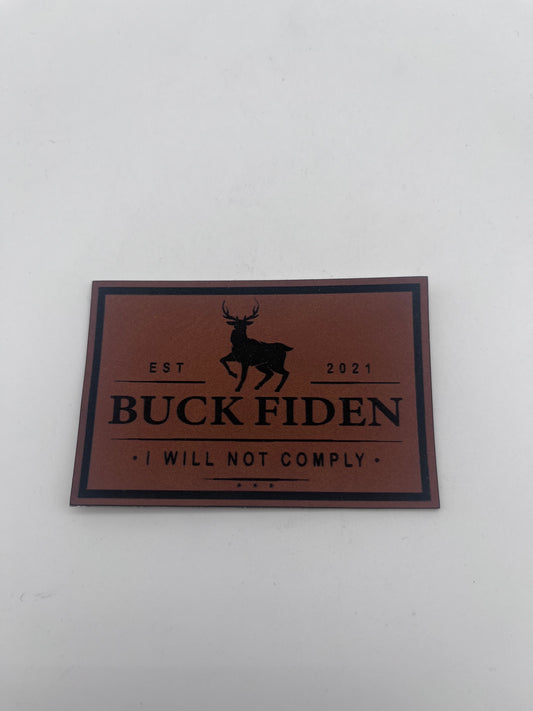 EST 2021
BUCK FIDEN
• I WILL NOT COMPLY •